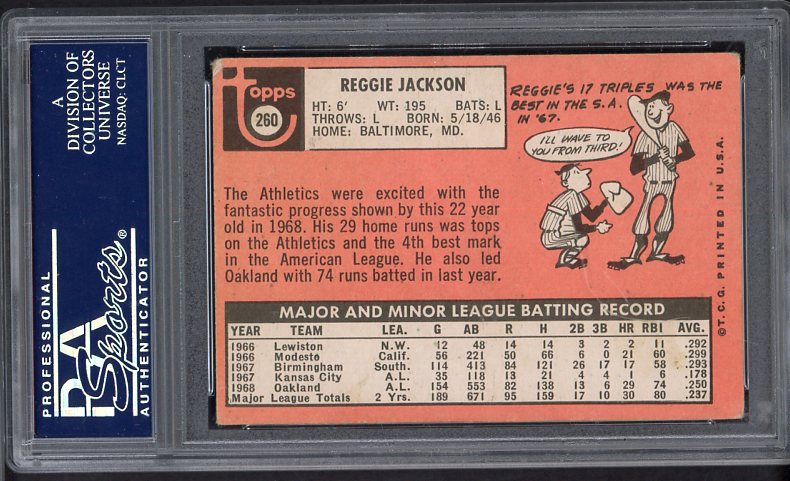 A
DIVISION OF
COLLECTORS
UNIVERSE
NASDAQ: CLCT
PROFESSIONAL
PSA
Sports®
AUTHENTICATOR
topps
260
REGGIE JACKSON
HT: 6' WT: 195 BATS: L
THROWS: L BORN: 5/18/46
HOME: BALTIMORE, MD.
REGGIE'S 17 TRIPLES WAS THE
BEST IN THE S.A.
IN '67.
I'LL WAVE TO
YOU FROM THIRD!
The Athletics were excited with the
fantastic progress shown by this 22 year
old in 1968. His 29 home runs was tops
on the Athletics and the 4th best mark
in the American League. He also led
Oakland with 74 runs batted in last year.
©T.C.G. PRINTED IN U.S.A.
MAJOR AND MINOR LEAGUE BATTING RECORD
YEAR TEAM LEA. G AB R H 2B 3B HR RBI AVG.
1966 Lewiston N.W. 12 48 14 14 3 2 2 11 .292
1966 Modesto Calif. 56 221 50 66 6 0 21 60 .299
1967 Birmingham South. 114 413 84 121 26 17 17 58 .293
1967 Kansas City A.L. 35 118 13 21 4 4 1 6 .178
1968 Oakland A.L. 154 553 82 138 13 6 29 74 .250
Major League Totals 2 Yrs. 189 671 95 159 17 10 30 80 .237